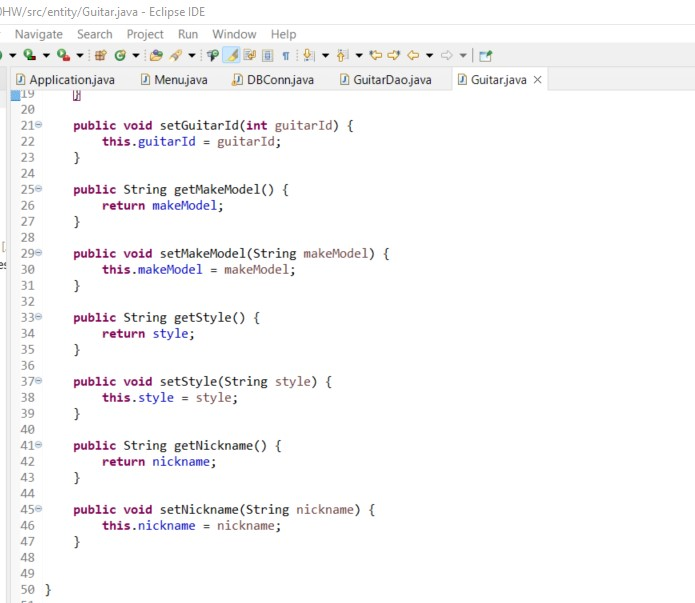 0HW/src/entity/Guitar.java - Eclipse IDE
Navigate Search Project Run Window Help
Application.java Menu.java DBConn.java GuitarDao.java Guitar.java
19 }
20
21 public void setGuitarId(int guitarId) {
22 this.guitarId = guitarId;
23 }
24
25 public String getMakeModel() {
26 return makeModel;
27 }
28
29 public void setMakeModel(String makeModel) {
30 this.makeModel = makeModel;
31 }
32
33 public String getStyle() {
34 return style;
35 }
36
37 public void setStyle(String style) {
38 this.style = style;
39 }
40
41 public String getNickname() {
42 return nickname;
43 }
44
45 public void setNickname(String nickname) {
46 this.nickname = nickname;
47 }
48
49
50 }